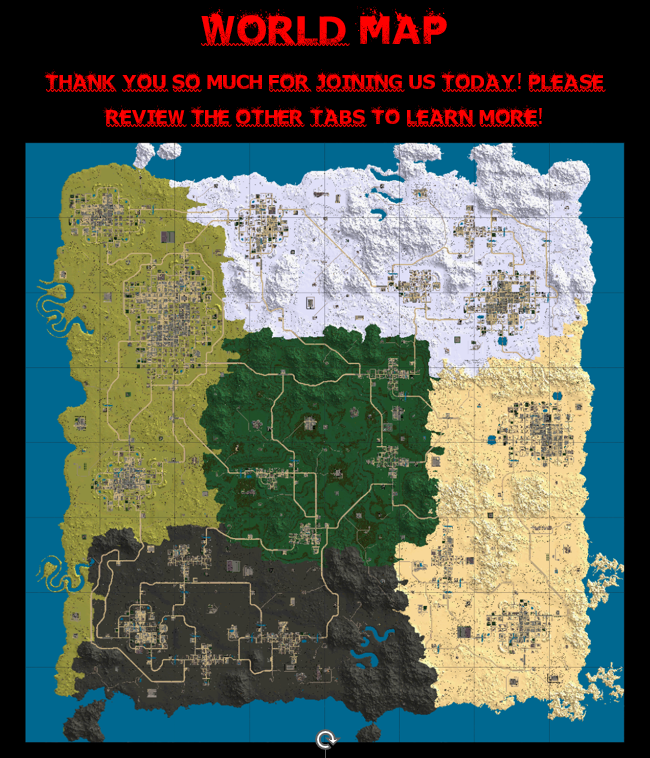 WORLD MAP
THANK YOU SO MUCH FOR JOINING US TODAY! PLEASE
REVIEW THE OTHER TABS TO LEARN MORE!